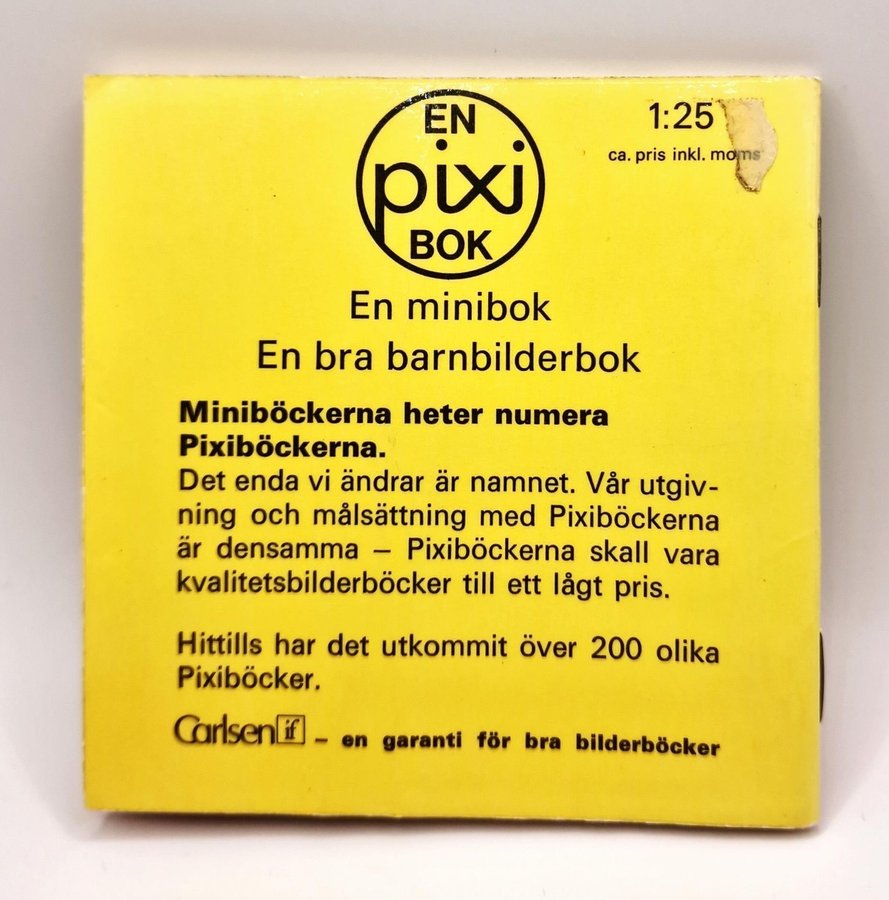 EN
pixi
BOK
1:25
ca. pris inkl. moms
En minibok
En bra barnbilderbok
Miniböckerna heter numera
Pixiböckerna.
Det enda vi ändrar är namnet. Vår utgiv-
ning och målsättning med Pixiböckerna
är densamma – Pixiböckerna skall vara
kvalitetsbilderböcker till ett lågt pris.
Hittills har det utkommit över 200 olika
Pixiböcker.
Carlsen if – en garanti för bra bilderböcker